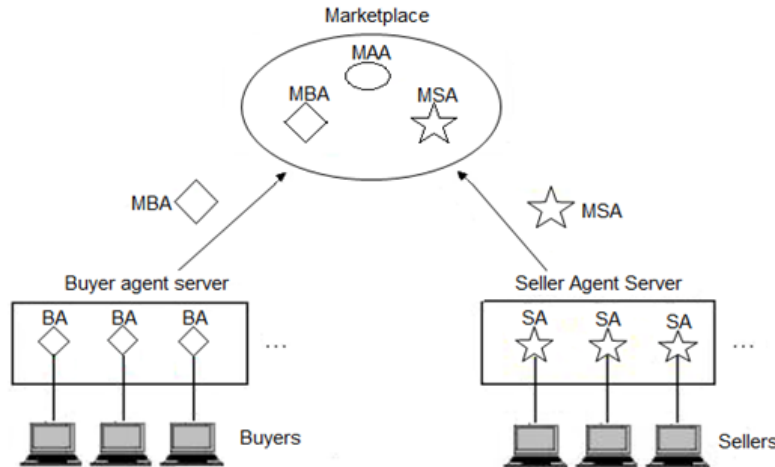 Marketplace
MAA
MBA
MSA
MBA
MSA
Buyer agent server
Seller Agent Server
BA BA BA
...
SA SA SA
...
Buyers
Sellers